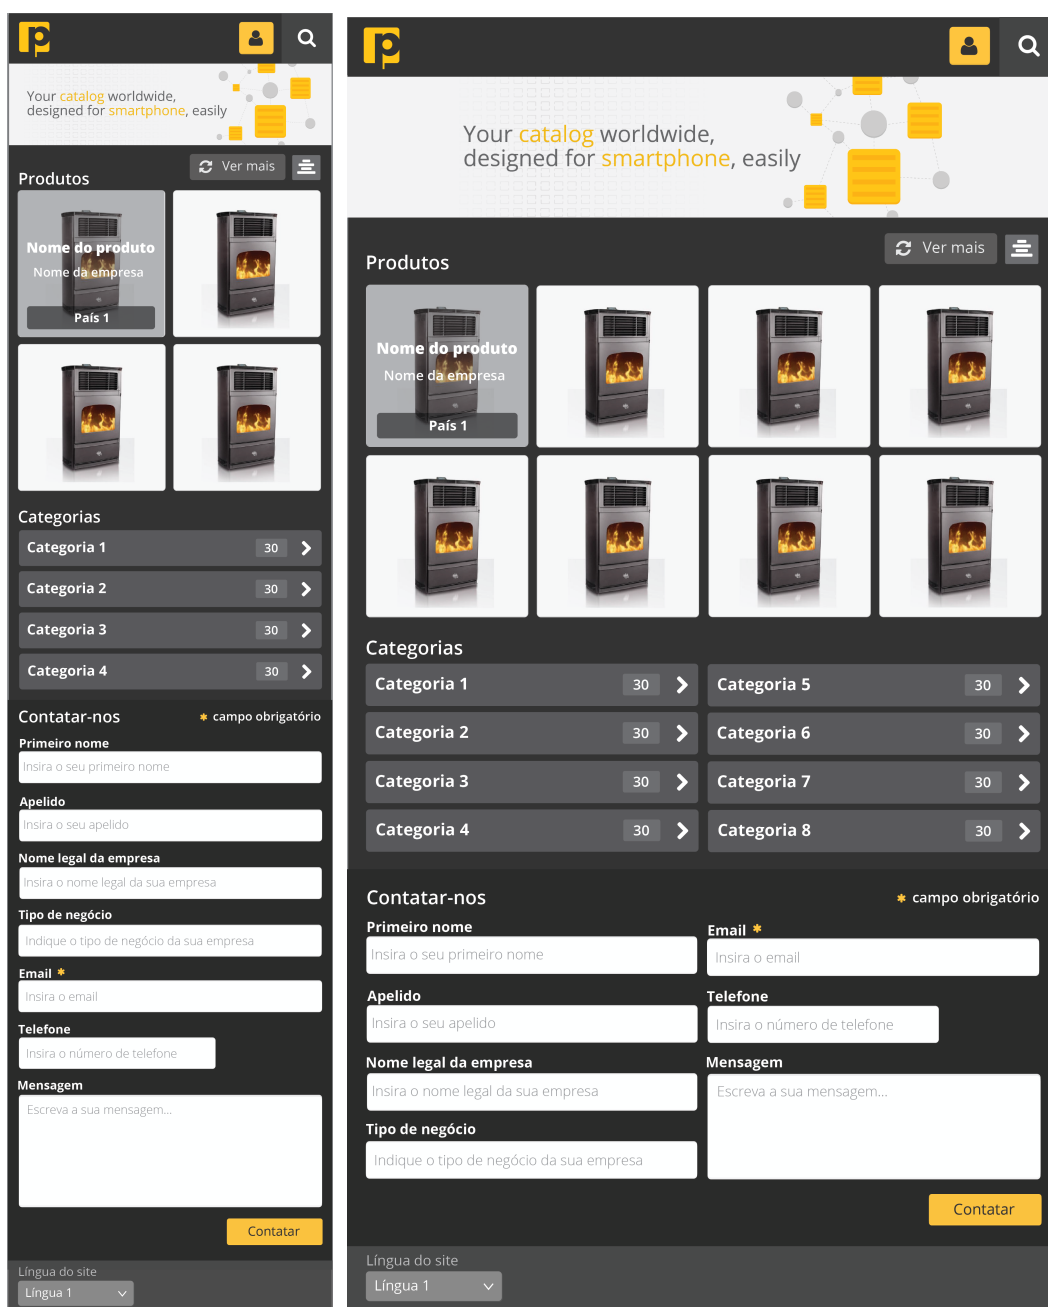 Your catalog worldwide,
designed for smartphone, easily
Produtos
Ver mais
Nome do produto
Nome da empresa
País 1
Categorias
Categoria 1 30
Categoria 2 30
Categoria 3 30
Categoria 4 30
Contatar-nos * campo obrigatório
Primeiro nome
Insira o seu primeiro nome
Apelido
Insira o seu apelido
Nome legal da empresa
Insira o nome legal da sua empresa
Tipo de negócio
Indique o tipo de negócio da sua empresa
Email *
Insira o email
Telefone
Insira o número de telefone
Mensagem
Escreva a sua mensagem...
Contatar
Língua do site
Língua 1
Your catalog worldwide,
designed for smartphone, easily
Produtos
Ver mais
Nome do produto
Nome da empresa
País 1
Categorias
Categoria 1 30
Categoria 2 30
Categoria 3 30
Categoria 4 30
Categoria 5 30
Categoria 6 30
Categoria 7 30
Categoria 8 30
Contatar-nos * campo obrigatório
Primeiro nome
Insira o seu primeiro nome
Apelido
Insira o seu apelido
Nome legal da empresa
Insira o nome legal da sua empresa
Tipo de negócio
Indique o tipo de negócio da sua empresa
Email *
Insira o email
Telefone
Insira o número de telefone
Mensagem
Escreva a sua mensagem...
Contatar
Língua do site
Língua 1